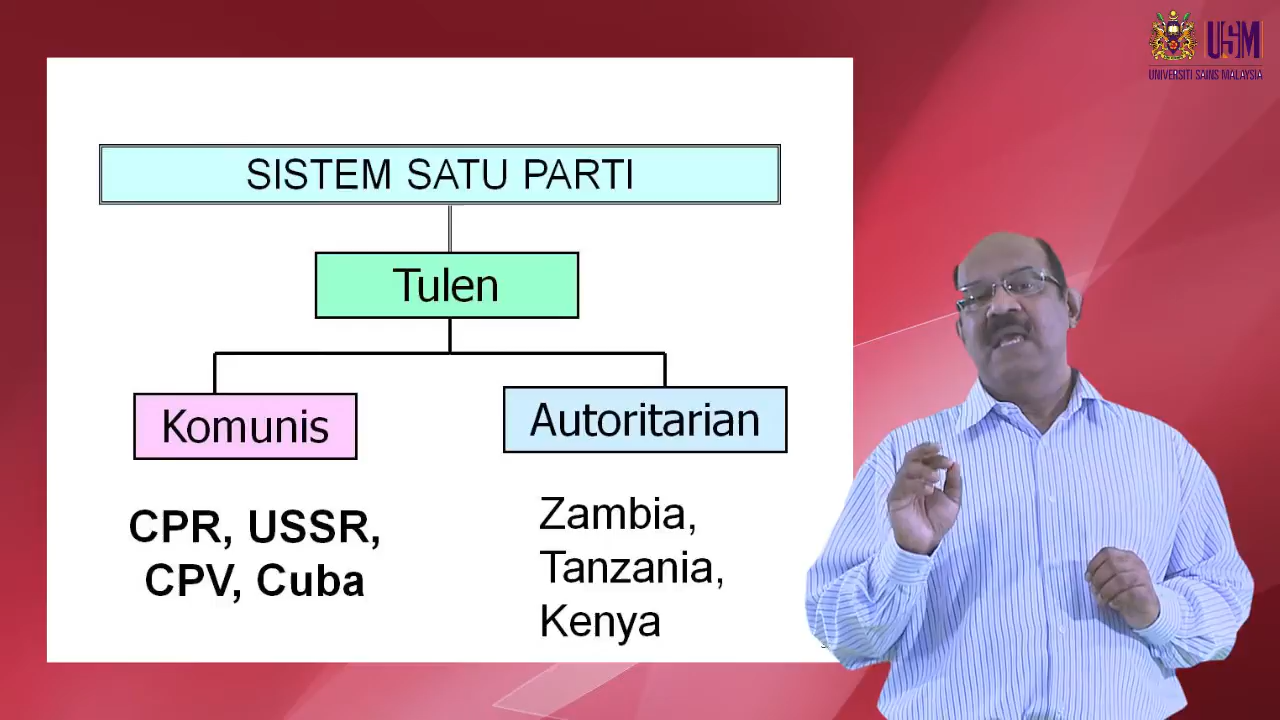 USM
UNIVERSITI SAINS MALAYSIA
SISTEM SATU PARTI
Tulen
Komunis
Autoritarian
CPR, USSR,
CPV, Cuba
Zambia,
Tanzania,
Kenya